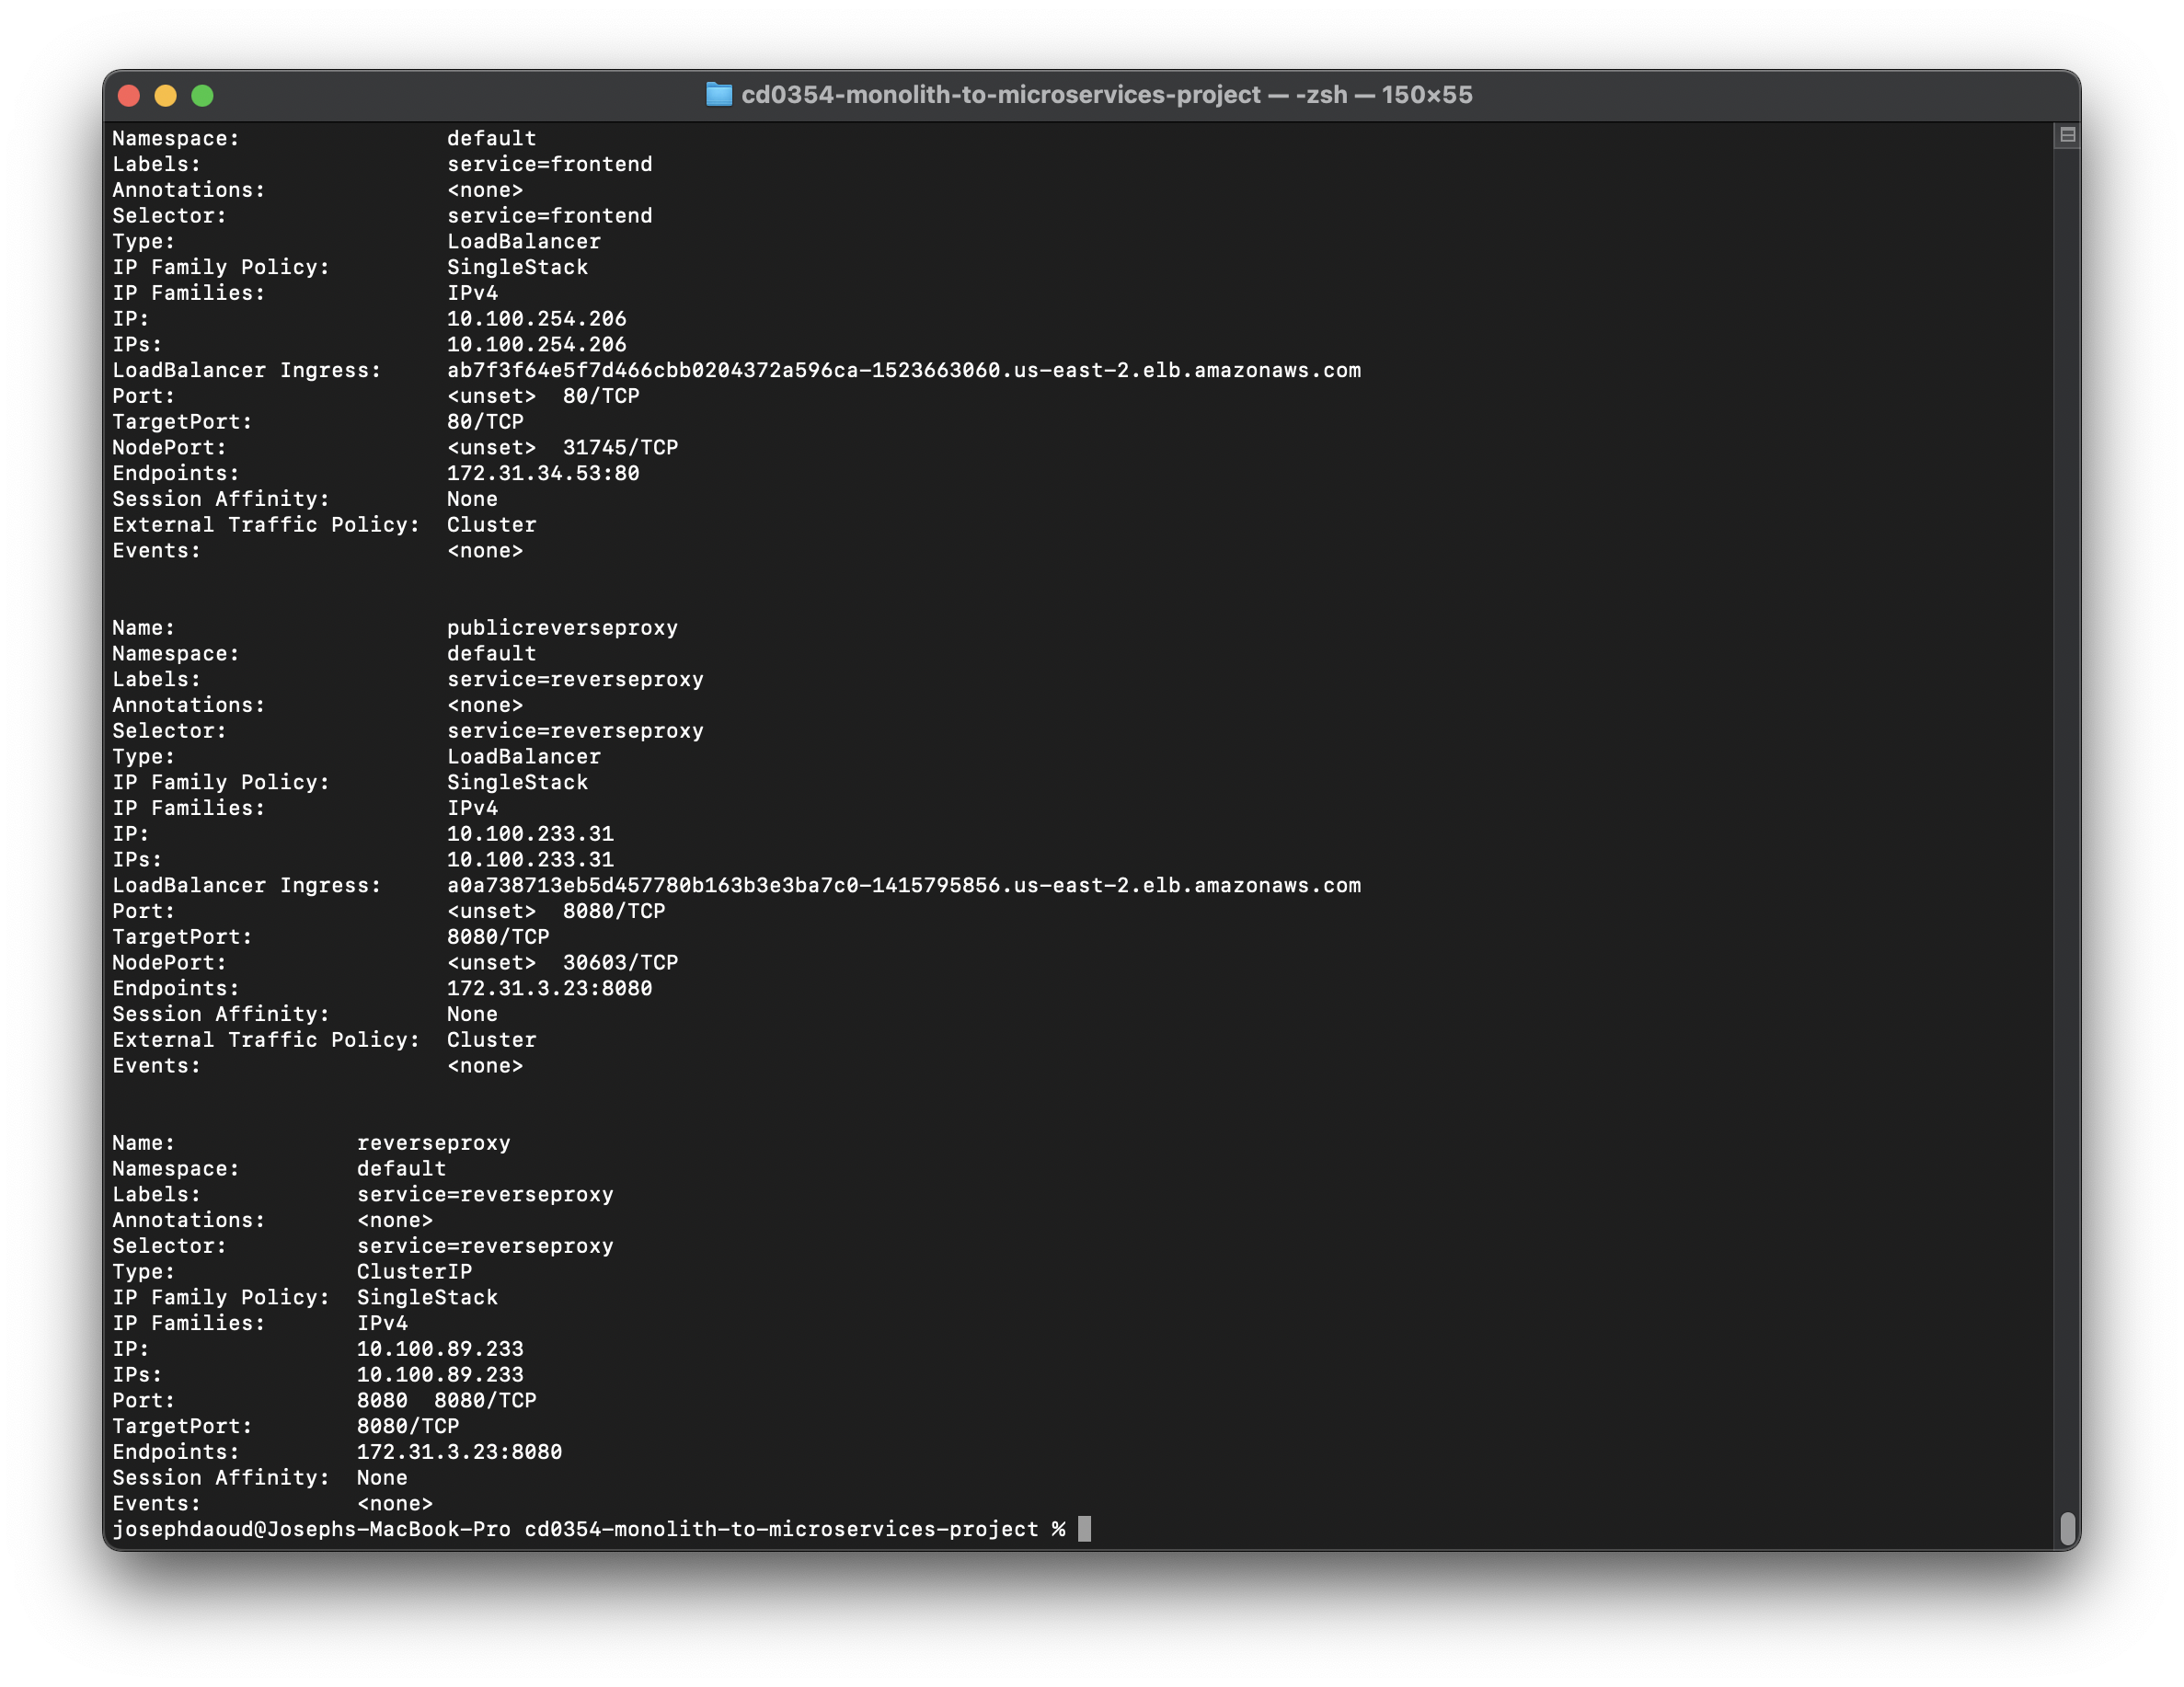 cd0354-monolith-to-microservices-project — -zsh — 150×55
Namespace:                default
Labels:                   service=frontend
Annotations:              <none>
Selector:                 service=frontend
Type:                     LoadBalancer
IP Family Policy:         SingleStack
IP Families:              IPv4
IP:                       10.100.254.206
IPs:                      10.100.254.206
LoadBalancer Ingress:     ab7f3f64e5f7d466cbb0204372a596ca-1523663060.us-east-2.elb.amazonaws.com
Port:                     <unset>  80/TCP
TargetPort:               80/TCP
NodePort:                 <unset>  31745/TCP
Endpoints:                172.31.34.53:80
Session Affinity:         None
External Traffic Policy:  Cluster
Events:                   <none>
Name:                     publicreverseproxy
Namespace:                default
Labels:                   service=reverseproxy
Annotations:              <none>
Selector:                 service=reverseproxy
Type:                     LoadBalancer
IP Family Policy:         SingleStack
IP Families:              IPv4
IP:                       10.100.233.31
IPs:                      10.100.233.31
LoadBalancer Ingress:     a0a738713eb5d457780b163b3e3ba7c0-1415795856.us-east-2.elb.amazonaws.com
Port:                     <unset>  8080/TCP
TargetPort:               8080/TCP
NodePort:                 <unset>  30603/TCP
Endpoints:                172.31.3.23:8080
Session Affinity:         None
External Traffic Policy:  Cluster
Events:                   <none>
Name:              reverseproxy
Namespace:         default
Labels:            service=reverseproxy
Annotations:       <none>
Selector:          service=reverseproxy
Type:              ClusterIP
IP Family Policy:  SingleStack
IP Families:       IPv4
IP:                10.100.89.233
IPs:               10.100.89.233
Port:              8080  8080/TCP
TargetPort:        8080/TCP
Endpoints:         172.31.3.23:8080
Session Affinity:  None
Events:            <none>
josephdaoud@Josephs-MacBook-Pro cd0354-monolith-to-microservices-project %